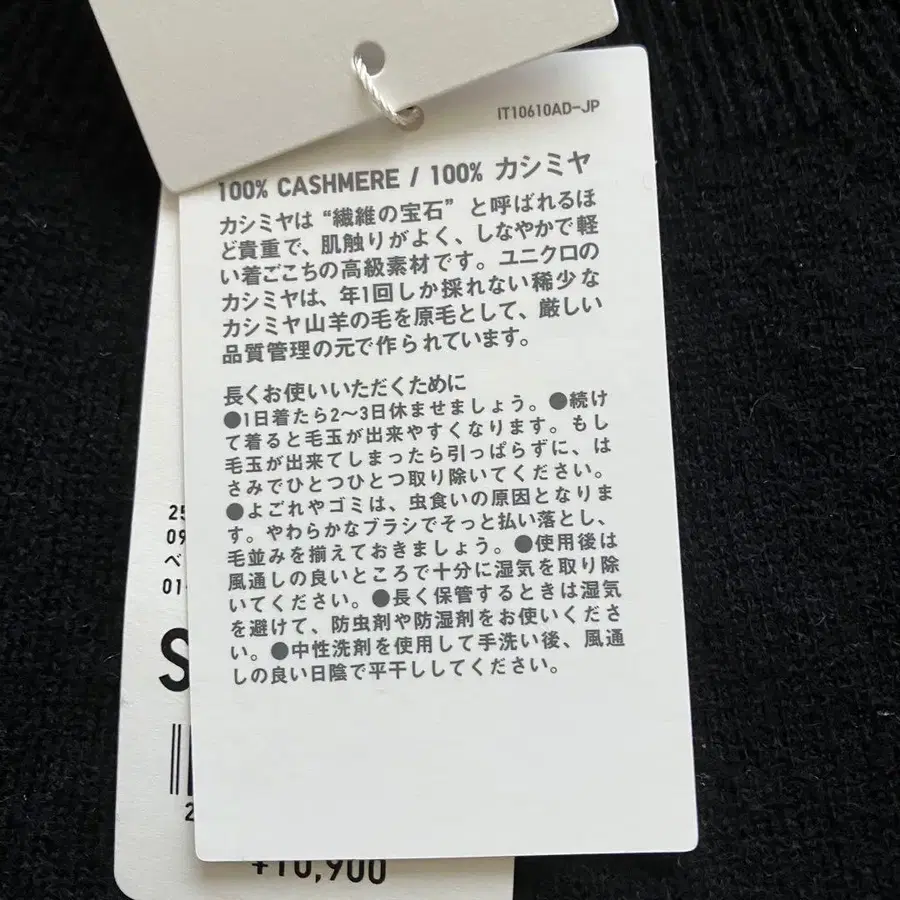 IT10610AD-JP
100% CASHMERE / 100% カシミヤ
カシミヤは“繊維の宝石”と呼ばれるほ
ど貴重で、肌触りがよく、しなやかで軽
い着ごこちの高級素材です。ユニクロの
カシミヤは、年1回しか採れない稀少な
カシミヤ山羊の毛を原毛として、厳しい
品質管理の元で作られています。
長くお使いいただくために
●1日着たら2〜3日休ませましょう。●続け
て着ると毛玉が出来やすくなります。もし
毛玉が出来てしまったら引っぱらずに、は
さみでひとつひとつ取り除いてください。
●よごれやゴミは、虫食いの原因となりま
す。やわらかなブラシでそっと払い落とし、
毛並みを揃えておきましょう。●使用後は
風通しの良いところで十分に湿気を取り除
いてください。●長く保管するときは湿気
を避けて、防虫剤や防湿剤をお使いくださ
い。●中性洗剤を使用して手洗い後、風通
しの良い日陰で平干ししてください。
25
09
ベ
01
S
2
¥10,900